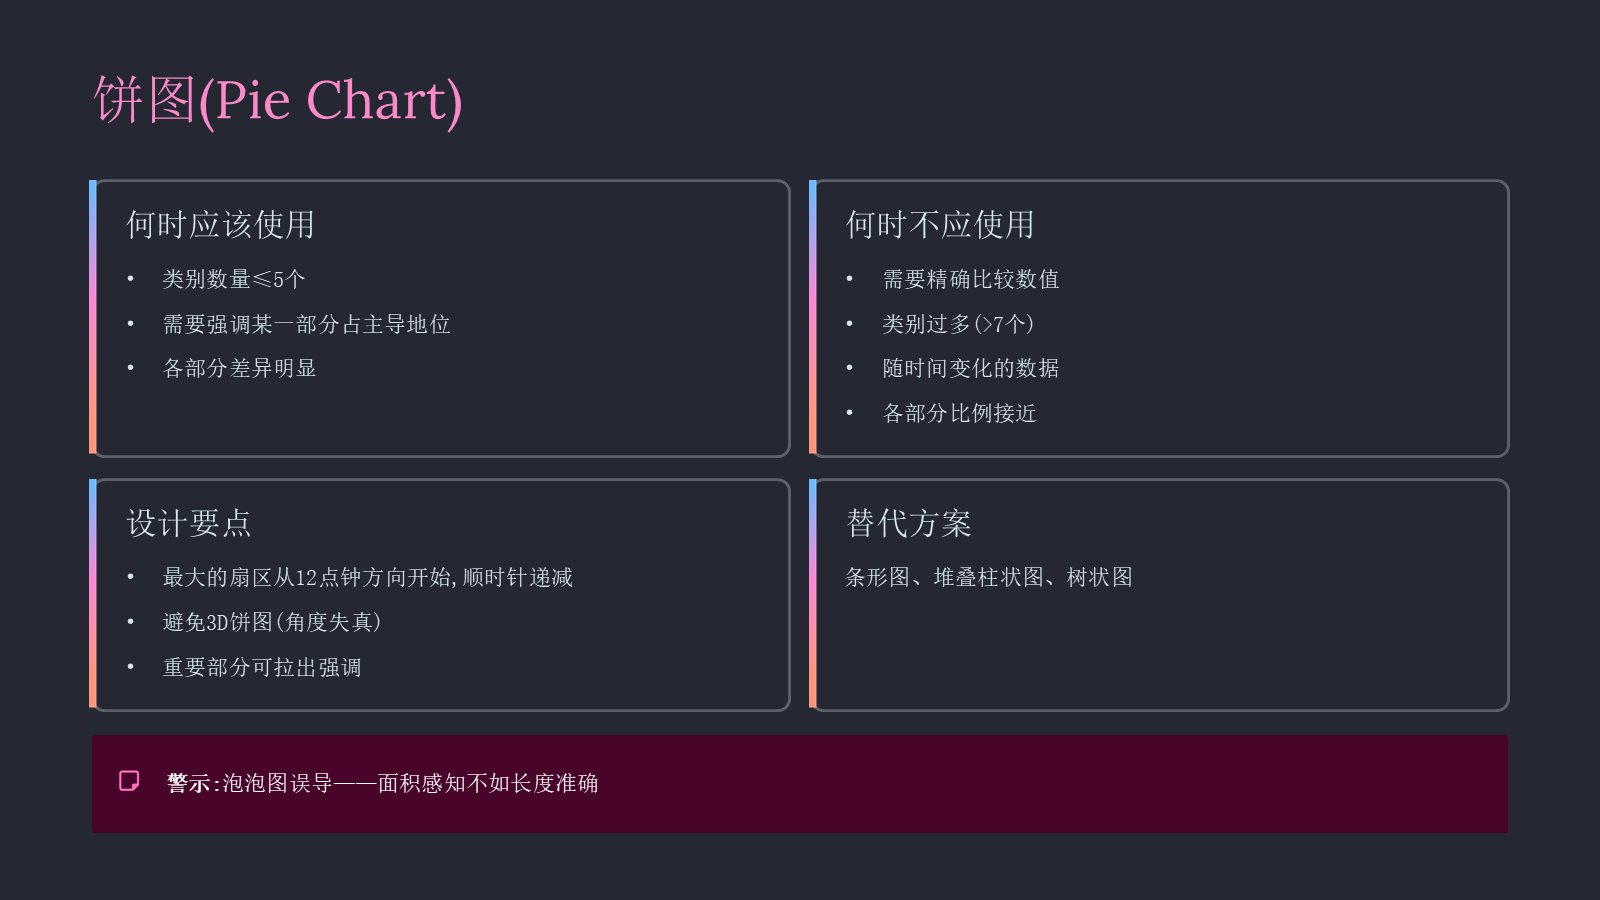 饼图(Pie Chart)
何时应该使用
• 类别数量≤5个
• 需要强调某一部分占主导地位
• 各部分差异明显
何时不应使用
• 需要精确比较数值
• 类别过多(>7个)
• 随时间变化的数据
• 各部分比例接近
设计要点
• 最大的扇区从12点钟方向开始,顺时针递减
• 避免3D饼图(角度失真)
• 重要部分可拉出强调
替代方案
条形图、堆叠柱状图、树状图
警示:泡泡图误导——面积感知不如长度准确